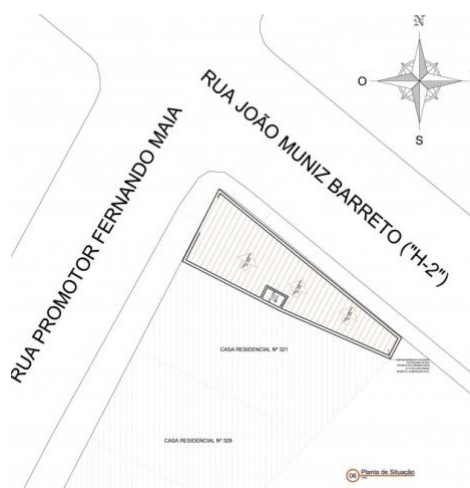 N
O
S
RUA JOÃO MUNIZ BARRETO ("H-2")
RUA PROMOTOR FERNANDO MAIA
CASA RESIDENCIAL Nº 321
CASA RESIDENCIAL Nº 329
06 Planta de Situação